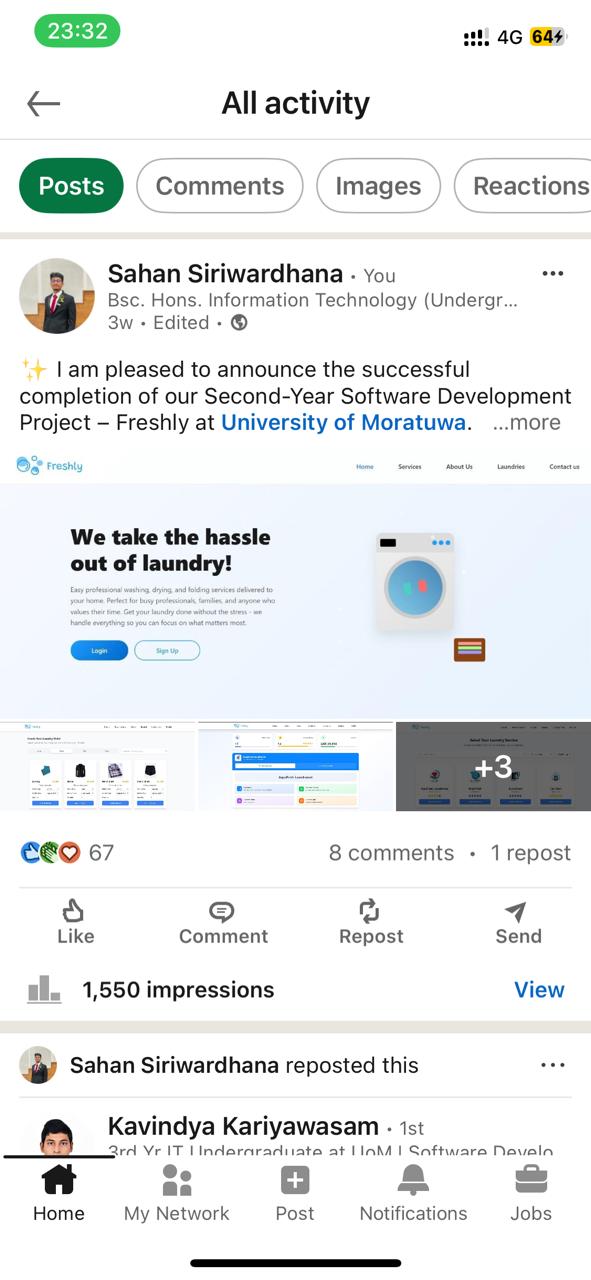 23:32
4G 64
All activity
Posts
Comments
Images
Reactions
Sahan Siriwardhana • You
Bsc. Hons. Information Technology (Undergr...
3w • Edited •
✨ I am pleased to announce the successful
completion of our Second-Year Software Development
Project – Freshly at University of Moratuwa. ...more
Freshly
Home Services About Us Laundries Contact us
We take the hassle
out of laundry!
Easy professional washing, drying, and folding services delivered to
your home. Perfect for busy professionals, families, and anyone who
values their time. Get your laundry done without the stress - we
handle everything so you can focus on what matters most.
Login Sign Up
+3
67
8 comments • 1 repost
Like Comment Repost Send
1,550 impressions View
Sahan Siriwardhana reposted this
Kavindya Kariyawasam • 1st
3rd Yr IT Undergraduate at UoM | Software Develo
Home My Network Post Notifications Jobs